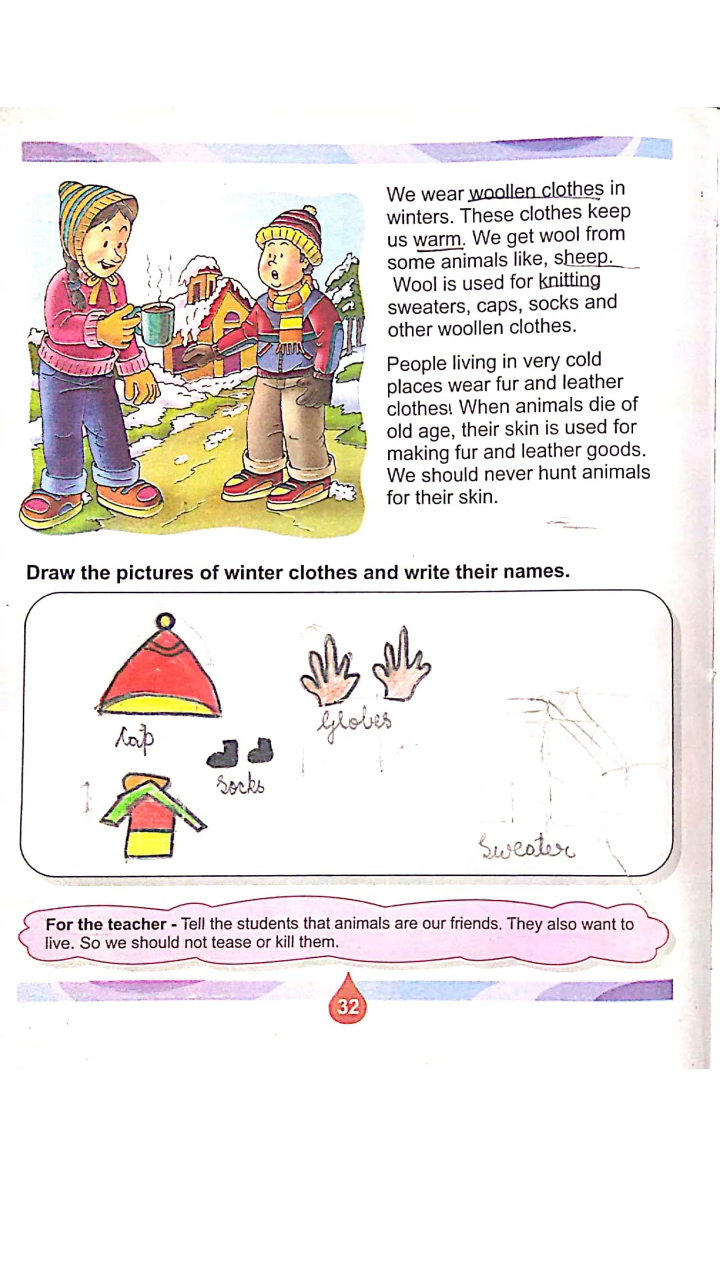 We wear woollen clothes in
winters. These clothes keep
us warm. We get wool from
some animals like, sheep.
Wool is used for knitting
sweaters, caps, socks and
other woollen clothes.
People living in very cold
places wear fur and leather
clothes. When animals die of
old age, their skin is used for
making fur and leather goods.
We should never hunt animals
for their skin.
Draw the pictures of winter clothes and write their names.
Cap
Globes
Socks
Sweater
For the teacher - Tell the students that animals are our friends. They also want to
live. So we should not tease or kill them.
32